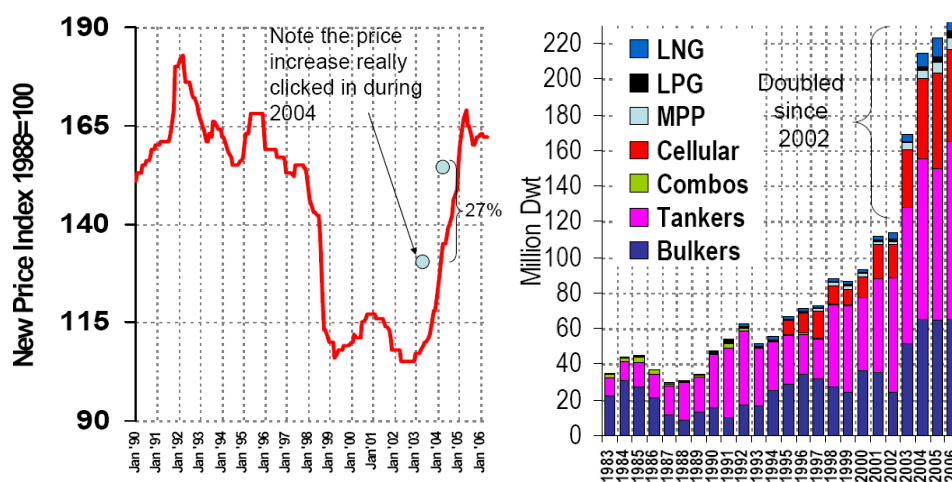 New Price Index 1988=100
190
165
140
115
90
Note the price
increase really
clicked in during
2004
27%
Jan '90
Jan '91
Jan '92
Jan '93
Jan '94
Jan '95
Jan '96
Jan '97
Jan '98
Jan '99
Jan '00
Jan'01
Jan '02
Jan '03
Jan '04
Jan '05
Jan '06
Million Dwt
220
200
180
160
140
120
100
80
60
40
20
0
LNG
LPG
MPP
Cellular
Combos
Tankers
Bulkers
Doubled
since
2002
1983
1984
1985
1986
1987
1988
1989
1990
1991
1992
1993
1994
1995
1996
1997
1998
1999
2000
2001
2002
2003
2004
2005
2006